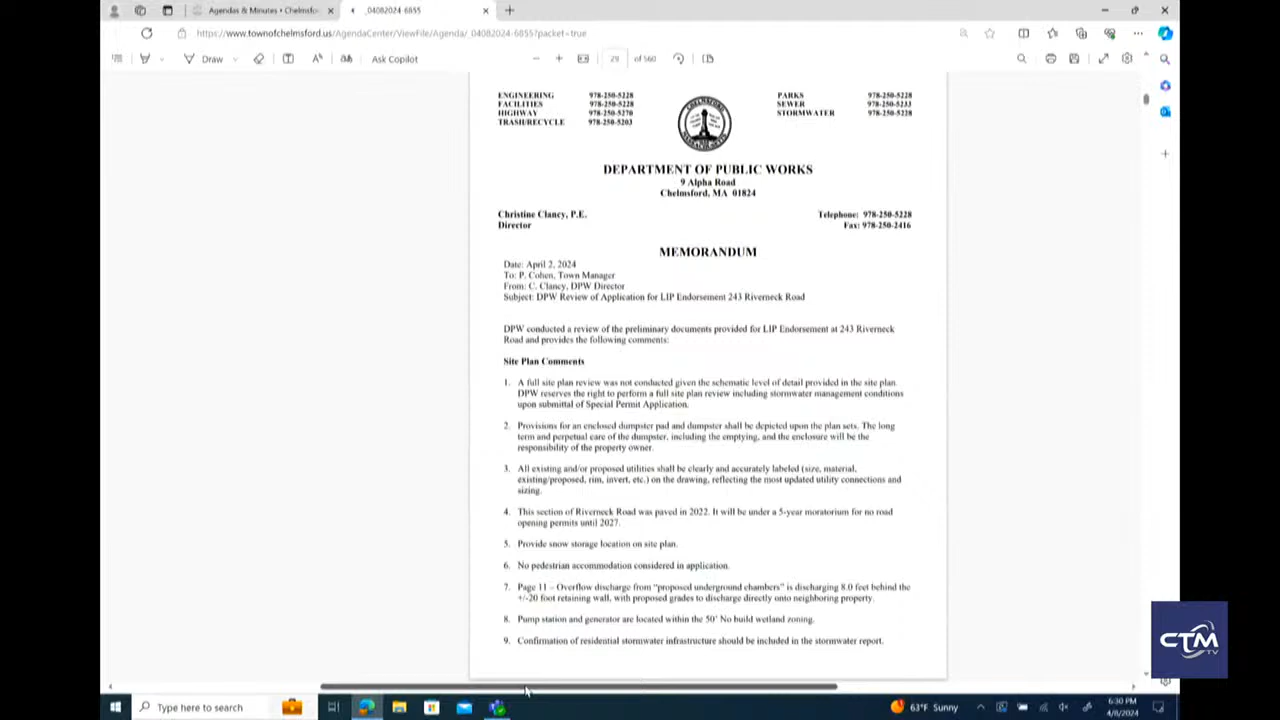 Agendas & Minutes • Chelmsfo
_04082024-6855
https://www.townofchelmsford.us/AgendaCenter/ViewFile/Agenda/_04082024-6855?packet=true
Draw
Ask Copilot
29 of 560
ENGINEERING 978-250-5228
FACILITIES 978-250-5228
HIGHWAY 978-250-5270
TRASH/RECYCLE 978-250-5203
PARKS 978-250-5228
SEWER 978-250-5233
STORMWATER 978-250-5228
DEPARTMENT OF PUBLIC WORKS
9 Alpha Road
Chelmsford, MA 01824
Christine Clancy, P.E.
Director
Telephone: 978-250-5228
Fax: 978-250-2416
MEMORANDUM
Date: April 2, 2024
To: P. Cohen, Town Manager
From: C. Clancy, DPW Director
Subject: DPW Review of Application for LIP Endorsement 243 Riverneck Road
DPW conducted a review of the preliminary documents provided for LIP Endorsement at 243 Riverneck
Road and provides the following comments:
Site Plan Comments
1. A full site plan review was not conducted given the schematic level of detail provided in the site plan.
DPW reserves the right to perform a full site plan review including stormwater management conditions
upon submittal of Special Permit Application.
2. Provisions for an enclosed dumpster pad and dumpster shall be depicted upon the plan sets. The long
term and perpetual care of the dumpster, including the emptying, and the enclosure will be the
responsibility of the property owner.
3. All existing and/or proposed utilities shall be clearly and accurately labeled (size, material,
existing/proposed, rim, invert, etc.) on the drawing, reflecting the most updated utility connections and
sizing.
4. This section of Riverneck Road was paved in 2022. It will be under a 5-year moratorium for no road
opening permits until 2027.
5. Provide snow storage location on site plan.
6. No pedestrian accommodation considered in application.
7. Page 11 – Overflow discharge from “proposed underground chambers” is discharging 8.0 feet behind the
+/-20 foot retaining wall, with proposed grades to discharge directly onto neighboring property.
8. Pump station and generator are located within the 50' No build wetland zoning.
9. Confirmation of residential stormwater infrastructure should be included in the stormwater report.
CTM
TV
Type here to search
63°F Sunny
6:30 PM
4/8/2024